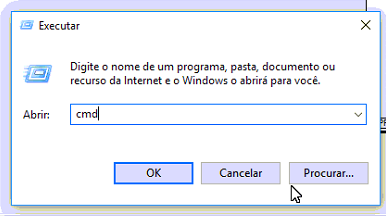 Executar
Digite o nome de um programa, pasta, documento ou
recurso da Internet e o Windows o abrirá para você.
Abrir: cmd
OK Cancelar Procurar...